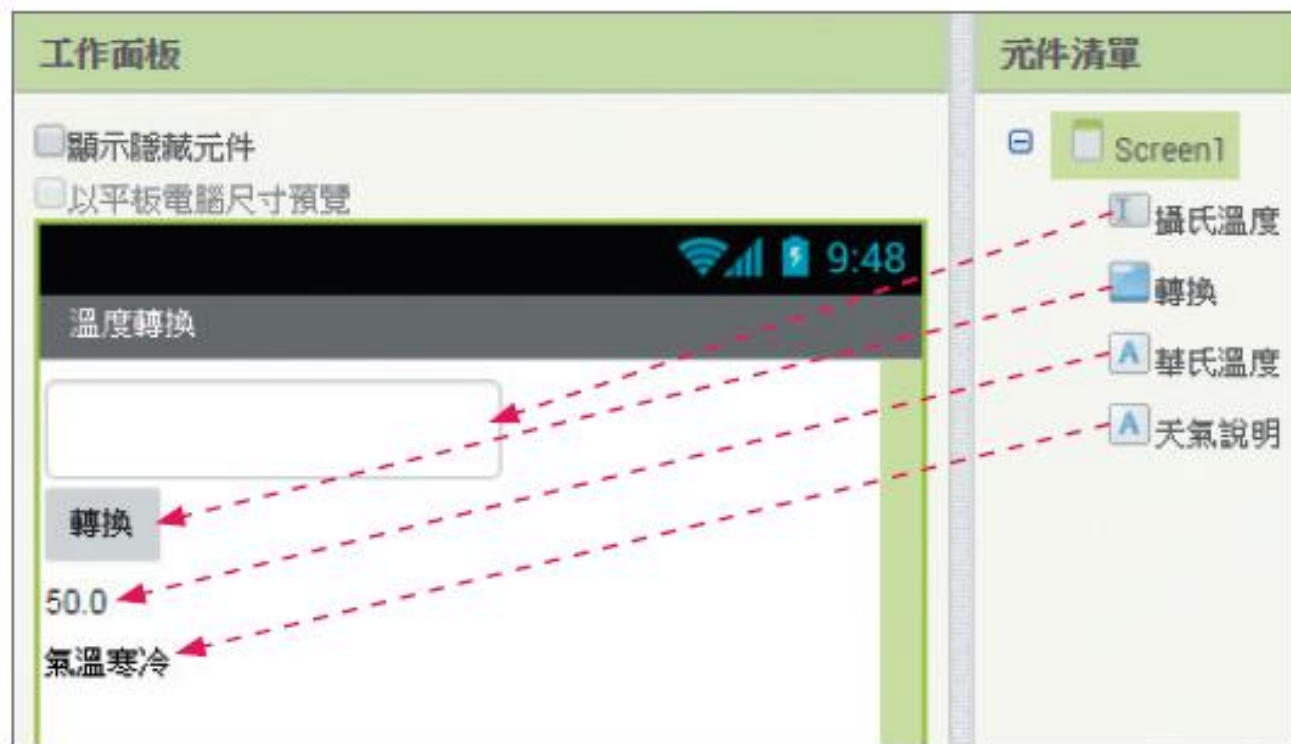 工作面板
顯示隱藏元件
以平板電腦尺寸預覽
9:48
溫度轉換
轉換
50.0
氣溫寒冷
元件清單
Screen1
攝氏溫度
轉換
華氏溫度
天氣說明